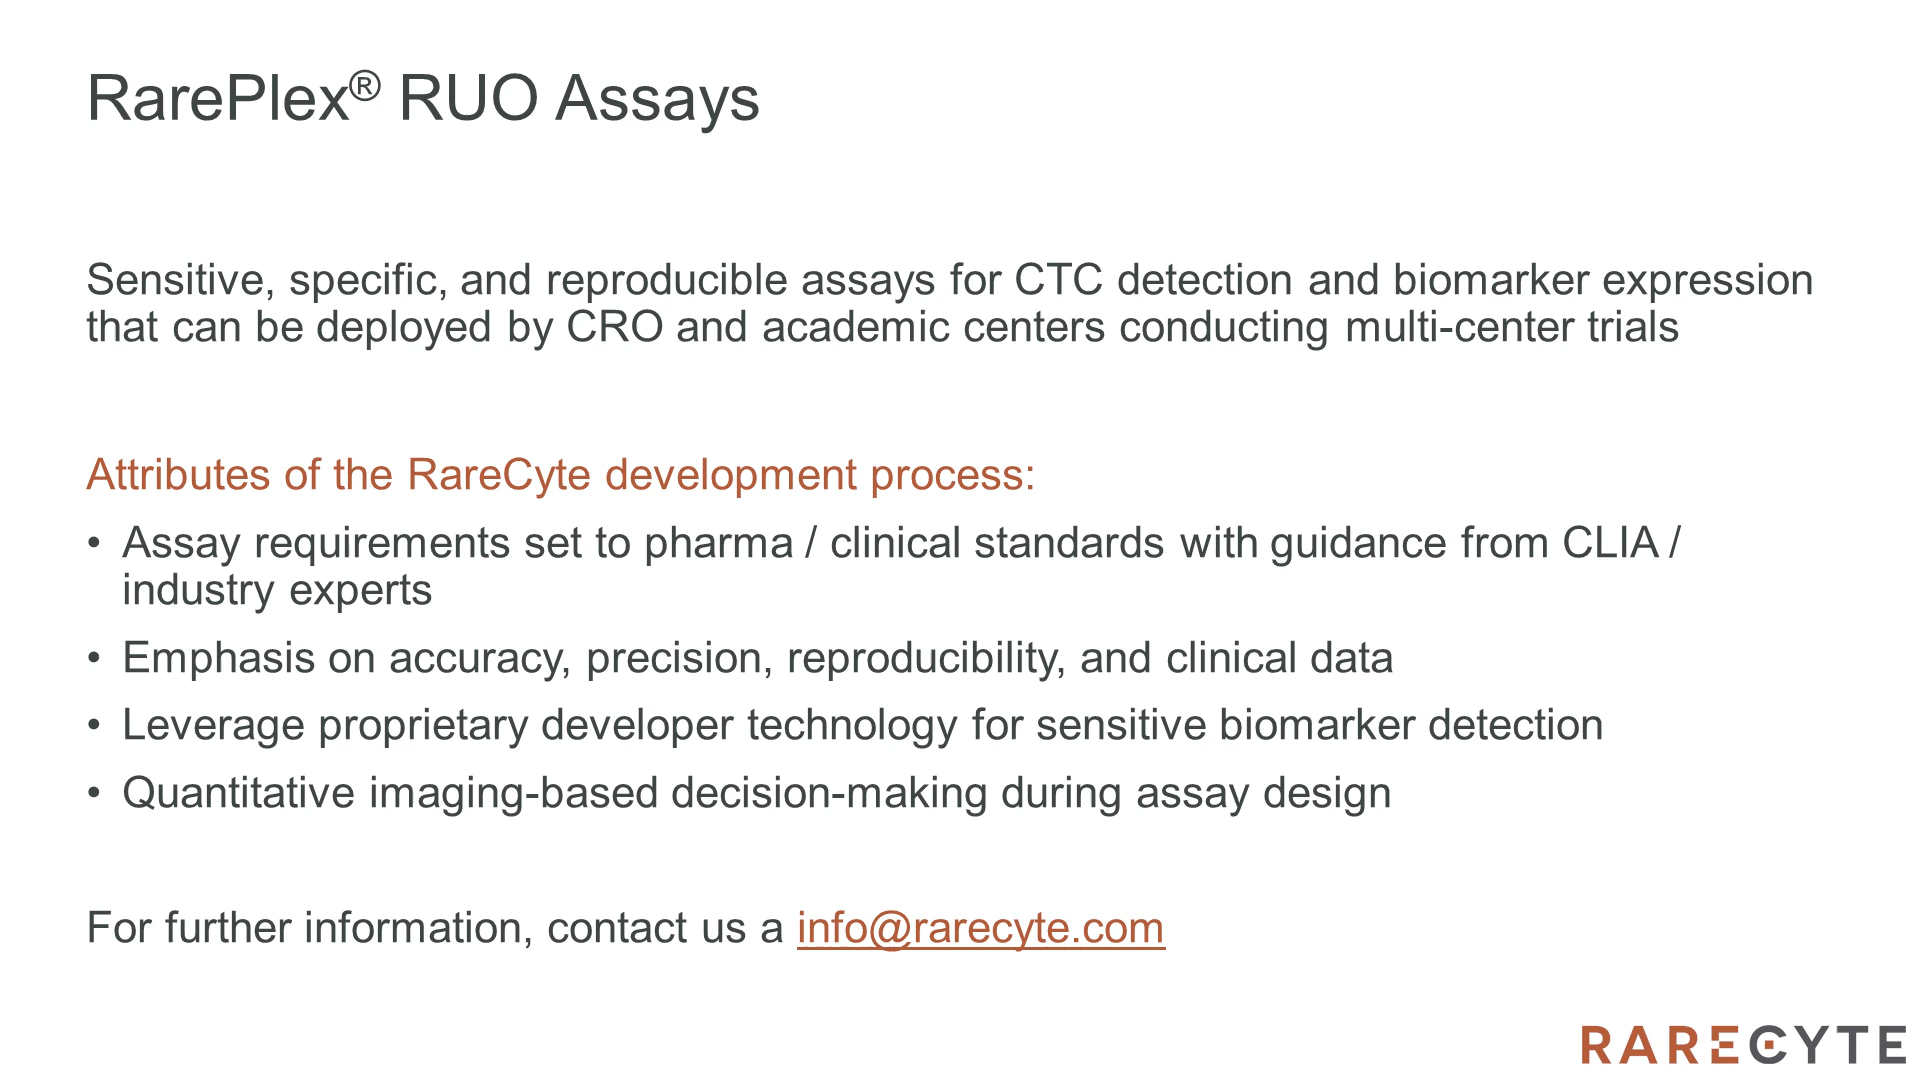 RarePlex® RUO Assays
Sensitive, specific, and reproducible assays for CTC detection and biomarker expression
that can be deployed by CRO and academic centers conducting multi-center trials
Attributes of the RareCyte development process:
• Assay requirements set to pharma / clinical standards with guidance from CLIA /
industry experts
• Emphasis on accuracy, precision, reproducibility, and clinical data
• Leverage proprietary developer technology for sensitive biomarker detection
• Quantitative imaging-based decision-making during assay design
For further information, contact us a info@rarecyte.com
RARECYTE